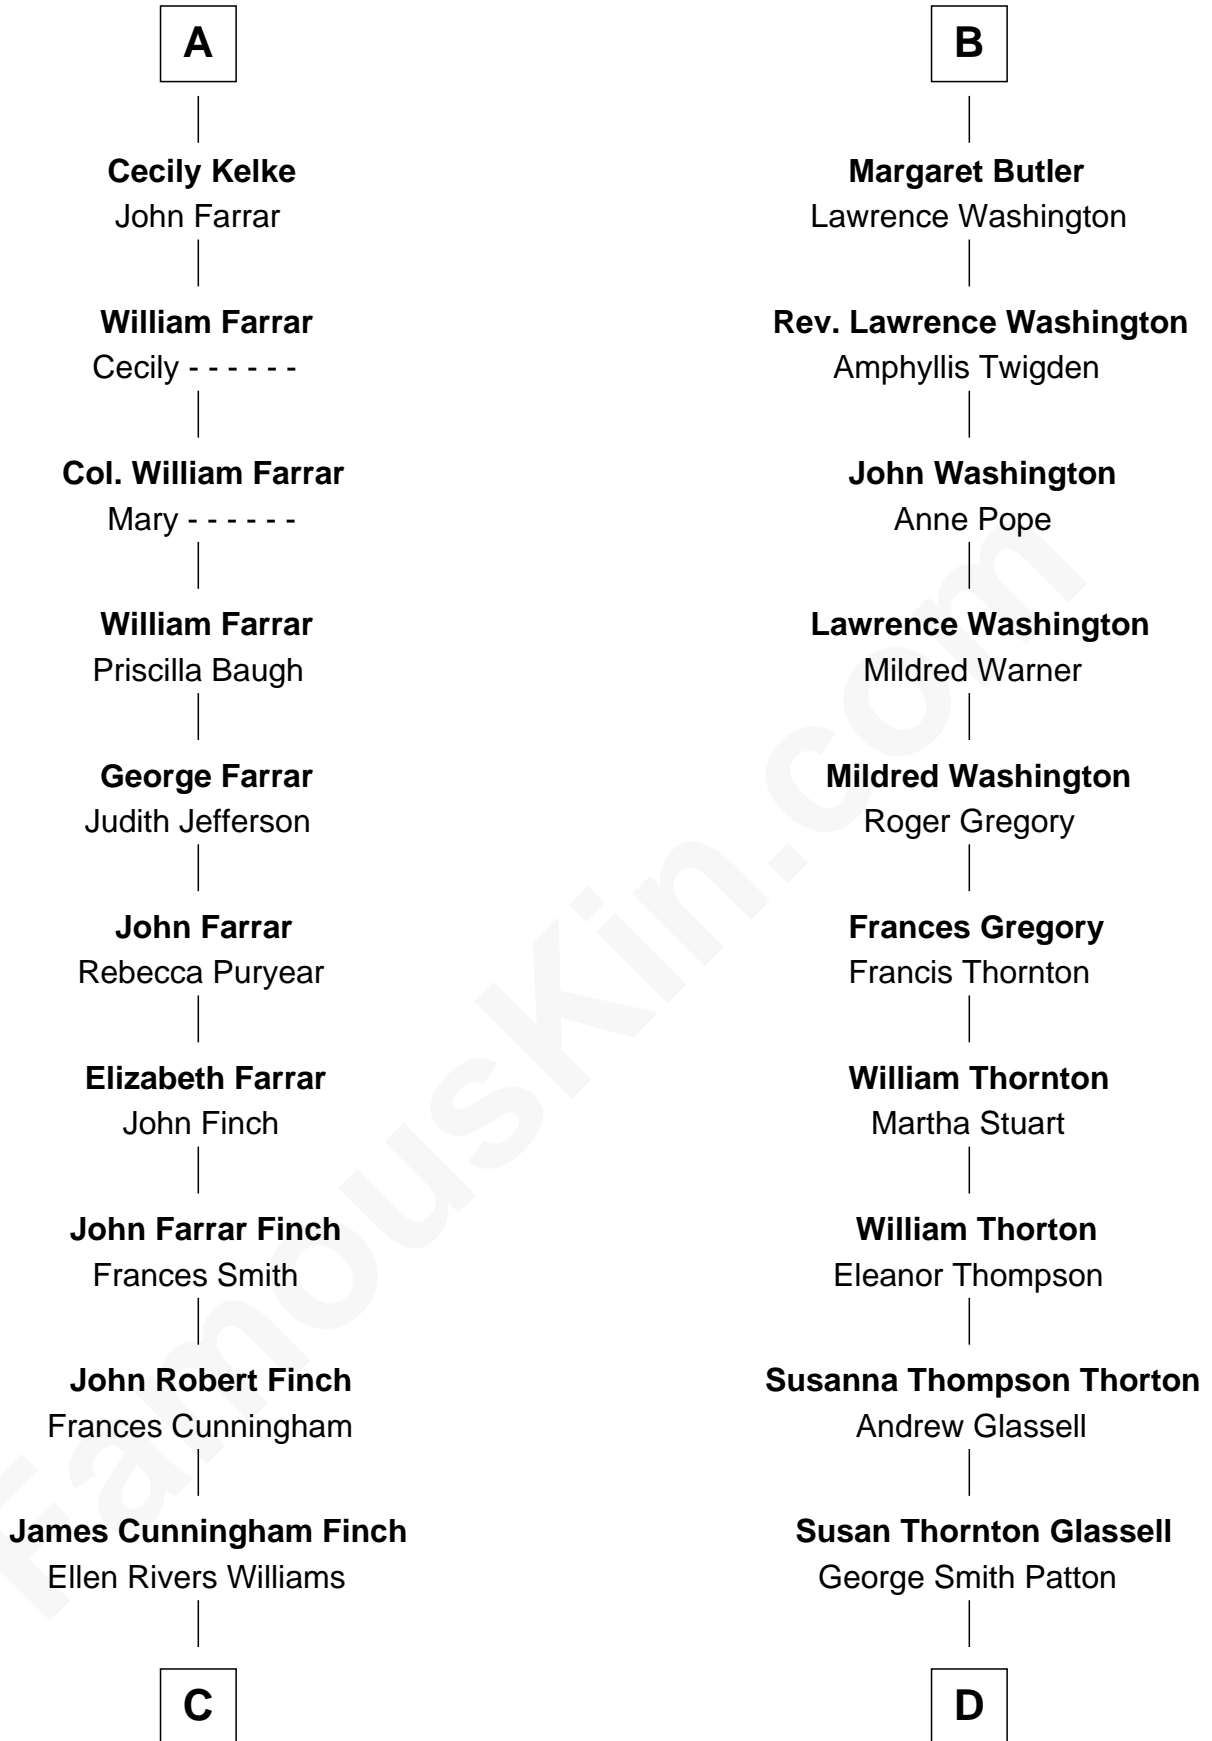 A
Cecily Kelke
John Farrar
William Farrar
Cecily - - - - - -
Col. William Farrar
Mary - - - - - -
William Farrar
Priscilla Baugh
George Farrar
Judith Jefferson
John Farrar
Rebecca Puryear
Elizabeth Farrar
John Finch
John Farrar Finch
Frances Smith
John Robert Finch
Frances Cunningham
James Cunningham Finch
Ellen Rivers Williams
C
B
Margaret Butler
Lawrence Washington
Rev. Lawrence Washington
Amphyllis Twigden
John Washington
Anne Pope
Lawrence Washington
Mildred Warner
Mildred Washington
Roger Gregory
Frances Gregory
Francis Thornton
William Thornton
Martha Stuart
William Thorton
Eleanor Thompson
Susanna Thompson Thorton
Andrew Glassell
Susan Thornton Glassell
George Smith Patton
D
FamousKin.com